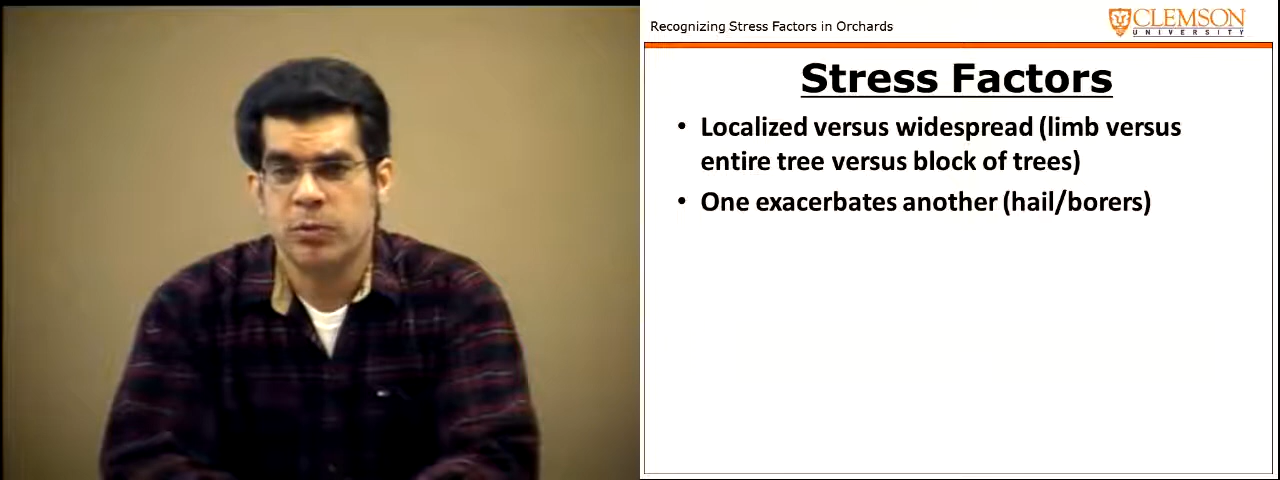 Recognizing Stress Factors in Orchards
CLEMSON
UNIVERSITY
Stress Factors
• Localized versus widespread (limb versus
entire tree versus block of trees)
• One exacerbates another (hail/borers)